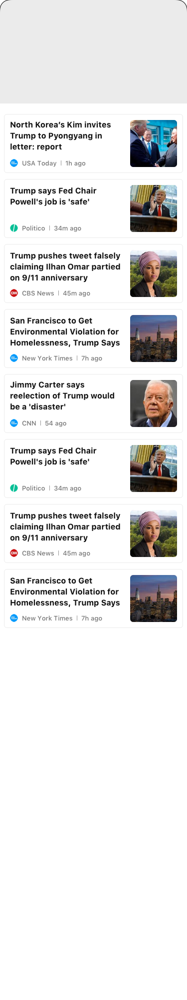 North Korea's Kim invites
Trump to Pyongyang in
letter: report
USA Today | 1h ago
Trump says Fed Chair
Powell's job is 'safe'
Politico | 34m ago
Trump pushes tweet falsely
claiming Ilhan Omar partied
on 9/11 anniversary
CNN CBS News | 45m ago
San Francisco to Get
Environmental Violation for
Homelessness, Trump Says
New York Times | 7h ago
Jimmy Carter says
reelection of Trump would
be a 'disaster'
CNN | 54 ago
Trump says Fed Chair
Powell's job is 'safe'
Politico | 34m ago
Trump pushes tweet falsely
claiming Ilhan Omar partied
on 9/11 anniversary
CNN CBS News | 45m ago
San Francisco to Get
Environmental Violation for
Homelessness, Trump Says
New York Times | 7h ago